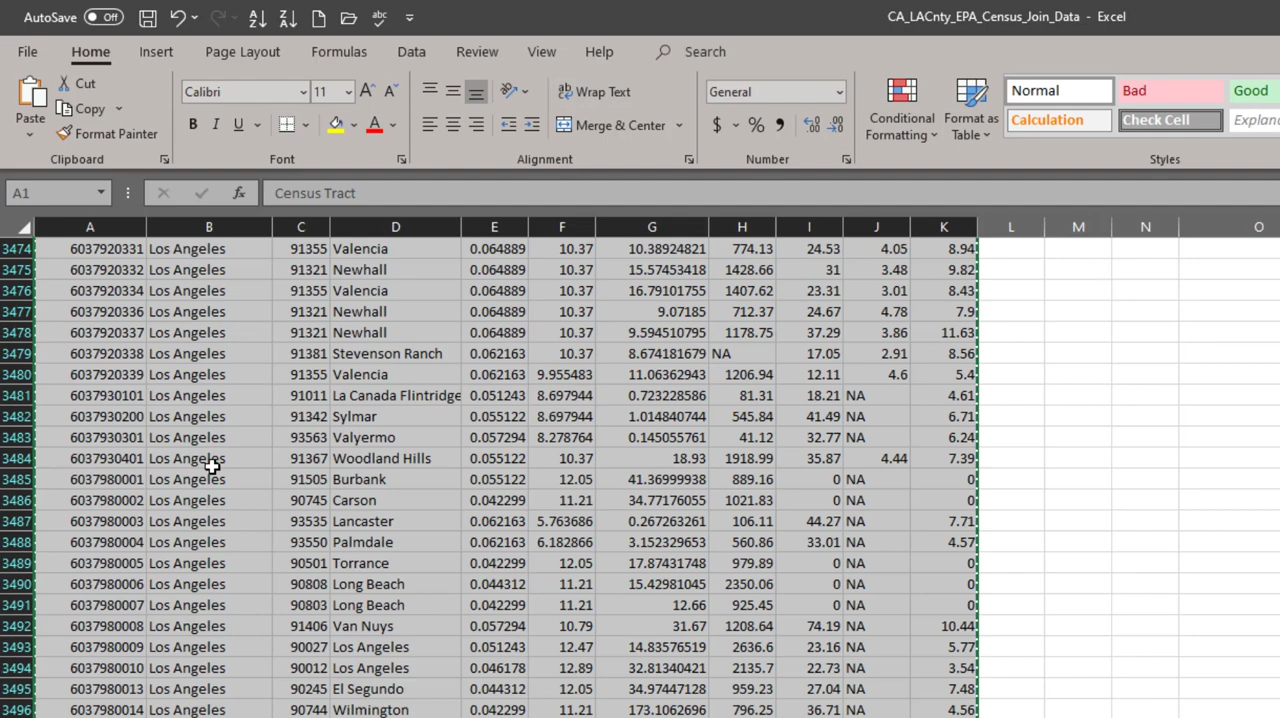 AutoSave Off CA_LACnty_EPA_Census_Join_Data - Excel
File Home Insert Page Layout Formulas Data Review View Help Search
Paste Cut Copy Format Painter Clipboard
Calibri 11 B I U A Font
Wrap Text Merge & Center Alignment
General $ % Number
Conditional Formatting Format as Table
Normal Bad Good
Calculation Check Cell Explan
Styles
A1 fx Census Tract
A B C D E F G H I J K L M N O
3474 6037920331 Los Angeles 91355 Valencia 0.064889 10.37 10.38924821 774.13 24.53 4.05 8.94
3475 6037920332 Los Angeles 91321 Newhall 0.064889 10.37 15.57453418 1428.66 31 3.48 9.82
3476 6037920334 Los Angeles 91355 Valencia 0.064889 10.37 16.79101755 1407.62 23.31 3.01 8.43
3477 6037920336 Los Angeles 91321 Newhall 0.064889 10.37 9.07185 712.37 24.67 4.78 7.9
3478 6037920337 Los Angeles 91321 Newhall 0.064889 10.37 9.594510795 1178.75 37.29 3.86 11.63
3479 6037920338 Los Angeles 91381 Stevenson Ranch 0.062163 10.37 8.674181679 NA 17.05 2.91 8.56
3480 6037920339 Los Angeles 91355 Valencia 0.062163 9.955483 11.06362943 1206.94 12.11 4.6 5.4
3481 6037930101 Los Angeles 91011 La Canada Flintridge 0.051243 8.697944 0.723228586 81.31 18.21 NA 4.61
3482 6037930200 Los Angeles 91342 Sylmar 0.055122 8.697944 1.014840744 545.84 41.49 NA 6.71
3483 6037930301 Los Angeles 93563 Valyermo 0.057294 8.278764 0.145055761 41.12 32.77 NA 6.24
3484 6037930401 Los Angeles 91367 Woodland Hills 0.055122 10.37 18.93 1918.99 35.87 4.44 7.39
3485 6037980001 Los Angeles 91505 Burbank 0.055122 12.05 41.36999938 889.16 0 NA 0
3486 6037980002 Los Angeles 90745 Carson 0.042299 11.21 34.77176055 1021.83 0 NA 0
3487 6037980003 Los Angeles 93535 Lancaster 0.062163 5.763686 0.267263261 106.11 44.27 NA 7.71
3488 6037980004 Los Angeles 93550 Palmdale 0.062163 6.182866 3.152329653 560.86 33.01 NA 4.57
3489 6037980005 Los Angeles 90501 Torrance 0.042299 12.05 17.87431748 979.89 0 NA 0
3490 6037980006 Los Angeles 90808 Long Beach 0.044312 11.21 15.42981045 2350.06 0 NA 0
3491 6037980007 Los Angeles 90803 Long Beach 0.042299 11.21 12.66 925.45 0 NA 0
3492 6037980008 Los Angeles 91406 Van Nuys 0.057294 10.79 31.67 1208.64 74.19 NA 10.44
3493 6037980009 Los Angeles 90027 Los Angeles 0.051243 12.47 14.83576519 2636.6 23.16 NA 5.77
3494 6037980010 Los Angeles 90012 Los Angeles 0.046178 12.89 32.81340421 2135.7 22.73 NA 3.54
3495 6037980013 Los Angeles 90245 El Segundo 0.044312 12.05 34.97447128 959.23 27.04 NA 7.48
3496 6037980014 Los Angeles 90744 Wilmington 0.042299 11.21 173.1062696 796.25 36.71 NA 4.56